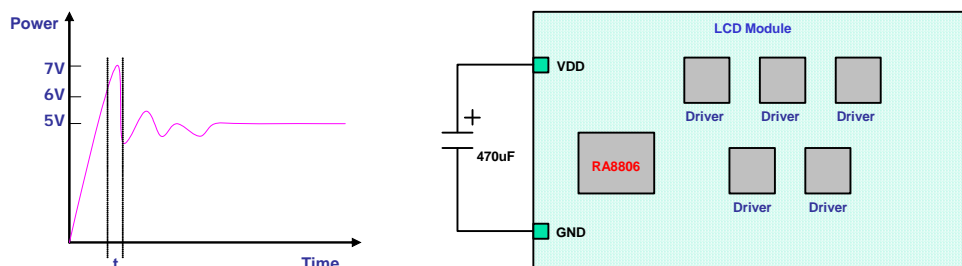 Power
7V
6V
5V
t
Time
LCD Module
VDD
+
470uF
RA8806
GND
Driver Driver Driver
Driver Driver